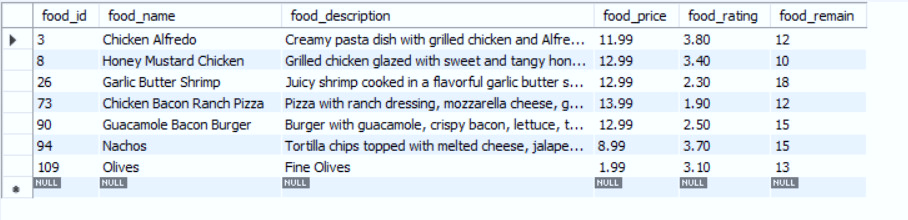 food_id food_name food_description food_price food_rating food_remain
3 Chicken Alfredo Creamy pasta dish with grilled chicken and Alfre... 11.99 3.80 12
8 Honey Mustard Chicken Grilled chicken glazed with sweet and tangy hon... 12.99 3.40 10
26 Garlic Butter Shrimp Juicy shrimp cooked in a flavorful garlic butter s... 12.99 2.30 18
73 Chicken Bacon Ranch Pizza Pizza with ranch dressing, mozzarella cheese, g... 13.99 1.90 12
90 Guacamole Bacon Burger Burger with guacamole, crispy bacon, lettuce, t... 12.99 2.50 15
94 Nachos Tortilla chips topped with melted cheese, jalape... 8.99 3.70 15
109 Olives Fine Olives 1.99 3.10 13
NULL NULL NULL NULL NULL NULL